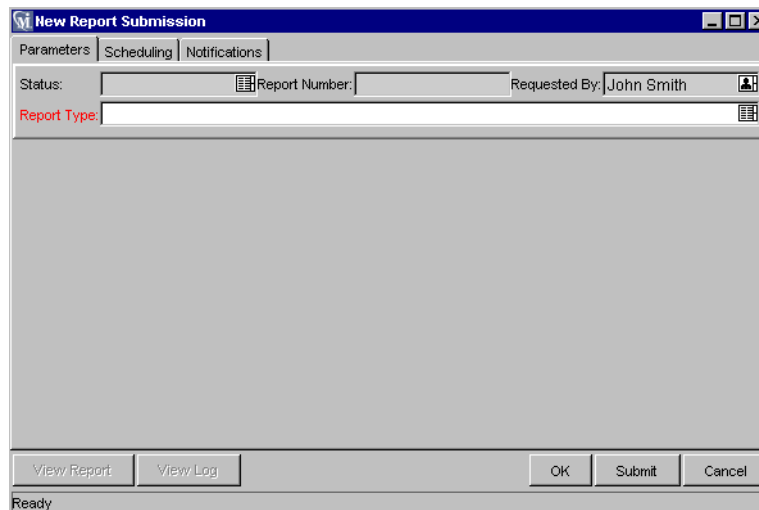 New Report Submission
Parameters Scheduling Notifications
Status: Report Number: Requested By: John Smith
Report Type:
View Report View Log OK Submit Cancel
Ready